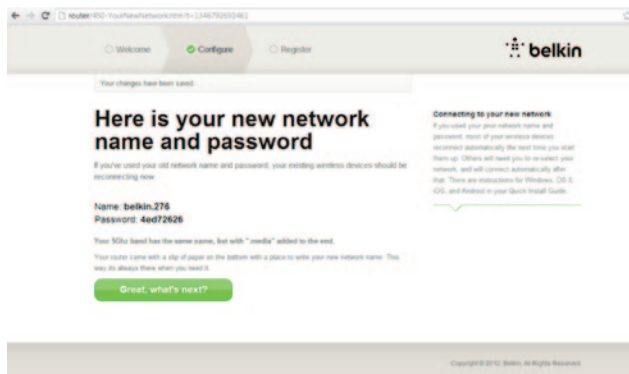 router/450-YourNewNetwork.htm?t=1346792691461
Welcome
Configure
Register
belkin
Your changes have been saved.
Here is your new network
name and password
If you've used your old network name and password, your existing wireless devices should be
reconnecting now.
Name: belkin.276
Password: 4ed72626
Your 5Ghz band has the same name, but with ".media" added to the end.
Your router came with a slip of paper on the bottom with a place to write your new network name. This
way its always there when you need it.
Great, what's next?
Connecting to your new network
If you used your prior network name and
password, most of your wireless devices
reconnect automatically the next time you start
them up. Others will need you to re-select your
network, and will connect automatically after
that. There are instructions for Windows, OS X,
iOS, and Android in your Quick Install Guide.
Copyright © 2012, Belkin, All Rights Reserved